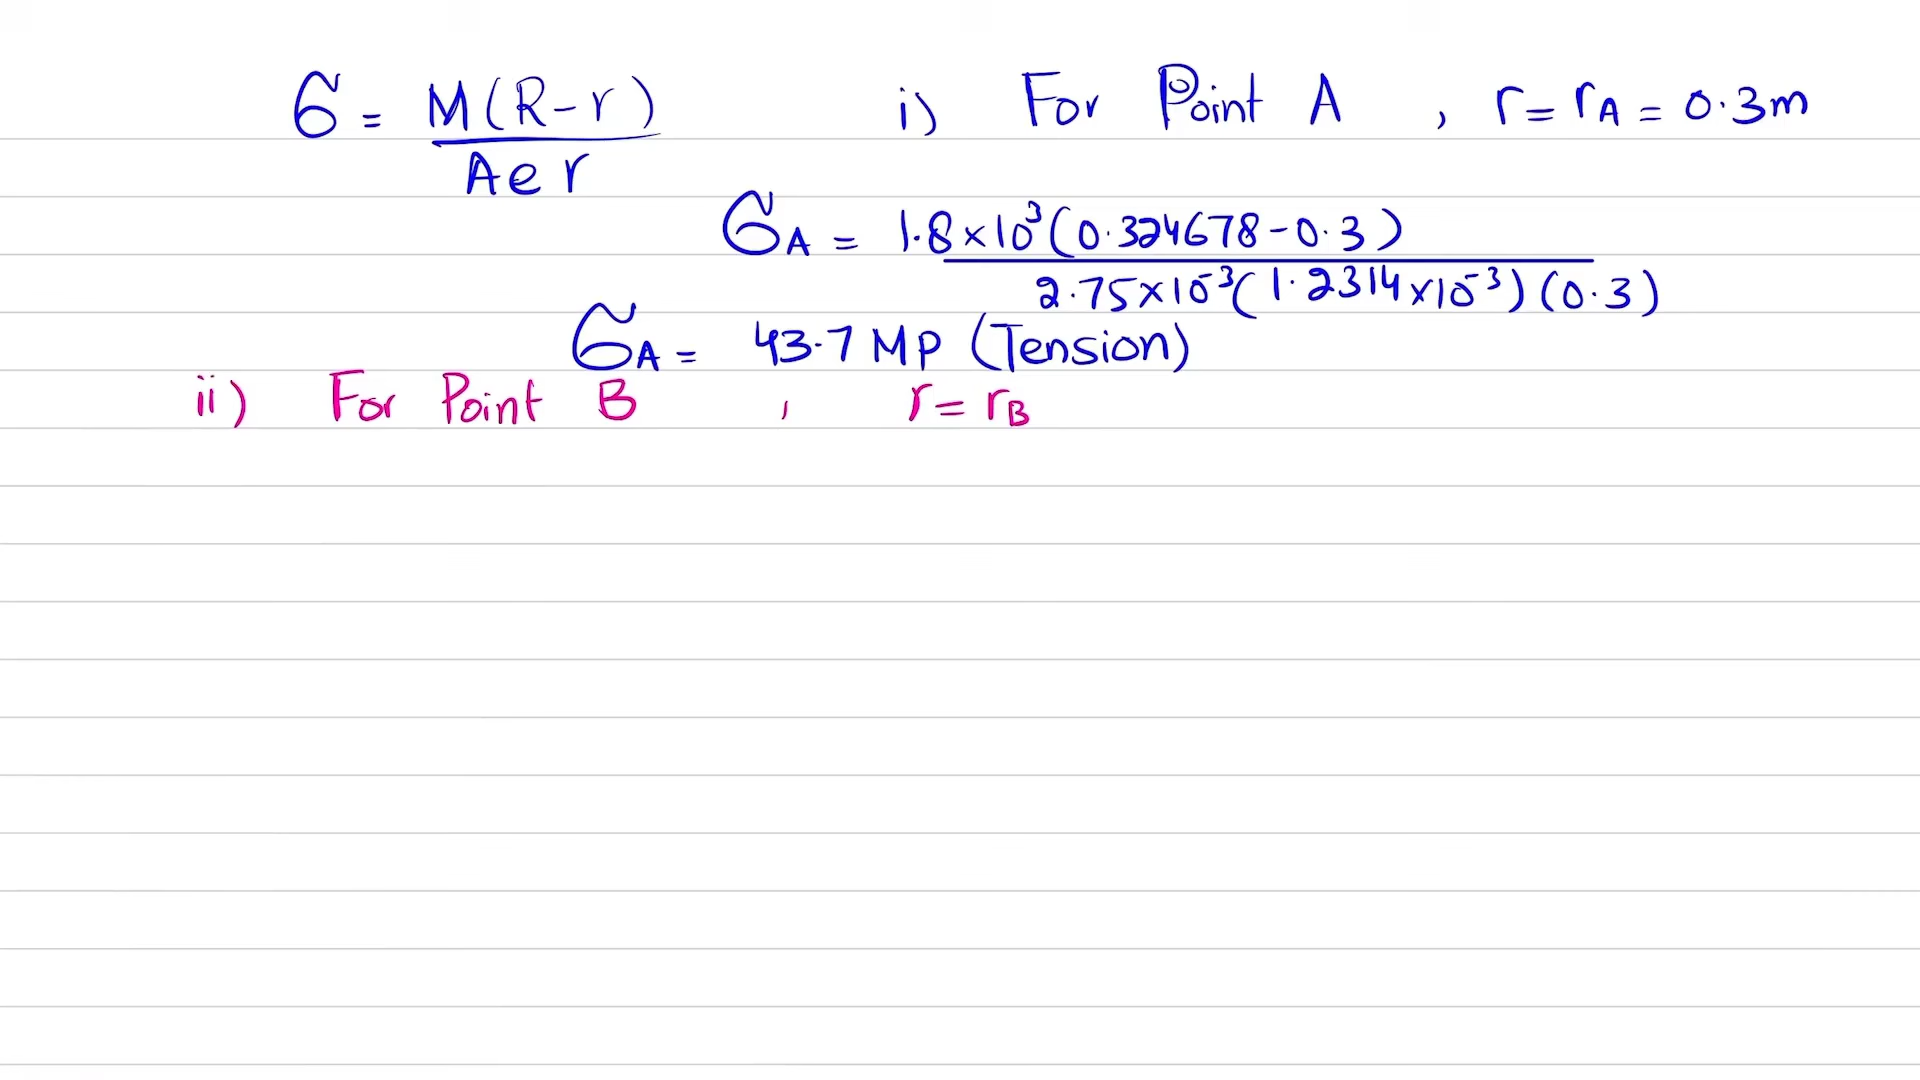 σ = M(R-r) / Aer
i) For Point A , r = rA = 0.3m
σA = 1.8×10³(0.324678-0.3) / 2.75×10⁻³(1.2314×10⁻³)(0.3)
σA = 43.7 MP (Tension)
ii) For Point B , r = rB